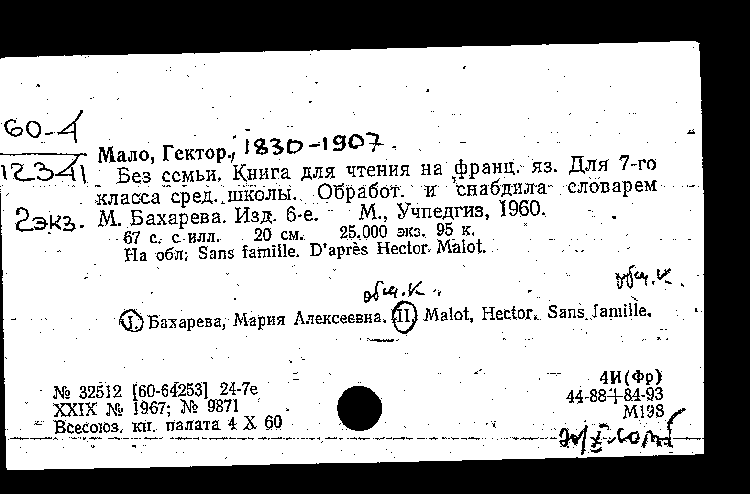 60-4
12341
Мало, Гектор, 1830-1907.
Без семьи. Книга для чтения на франц. яз. Для 7-го
класса сред. школы. Обработ. и снабдила словарем
2экз. М. Бахарева. Изд. 6-е. М., Учпедгиз, 1960.
67 с. с илл. 20 см. 25.000 экз. 95 к.
На обл: Sans famille. D'après Hector Malot.
общ. к.
общ. к.
I. Бахарева, Мария Алексеевна. II. Malot, Hector. Sans famille.
4И(Фр)
№ 32512 [60-64253] 24-7е
44-88+84-93
XXIX № 1967; № 9871
М198
Всесоюз. кн. палата 4 X 60